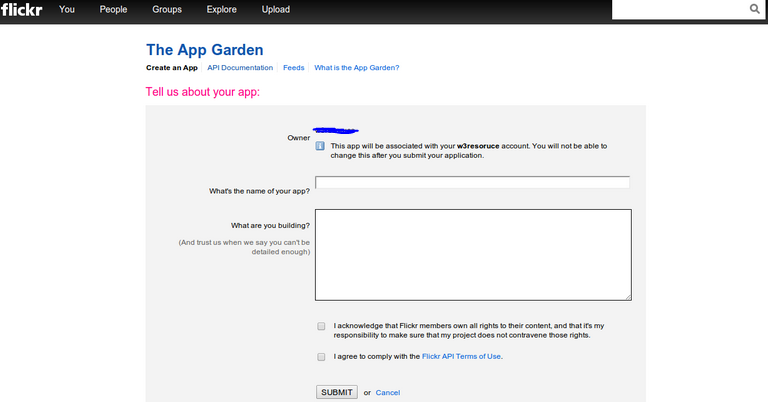 flickr You People Groups Explore Upload
The App Garden
Create an App API Documentation Feeds What is the App Garden?
Tell us about your app:
Owner
This app will be associated with your w3resoruce account. You will not be able to
change this after you submit your application.
What's the name of your app?
What are you building?
(And trust us when we say you can't be
detailed enough)
I acknowledge that Flickr members own all rights to their content, and that it's my
responsibility to make sure that my project does not contravene those rights.
I agree to comply with the Flickr API Terms of Use.
SUBMIT or Cancel